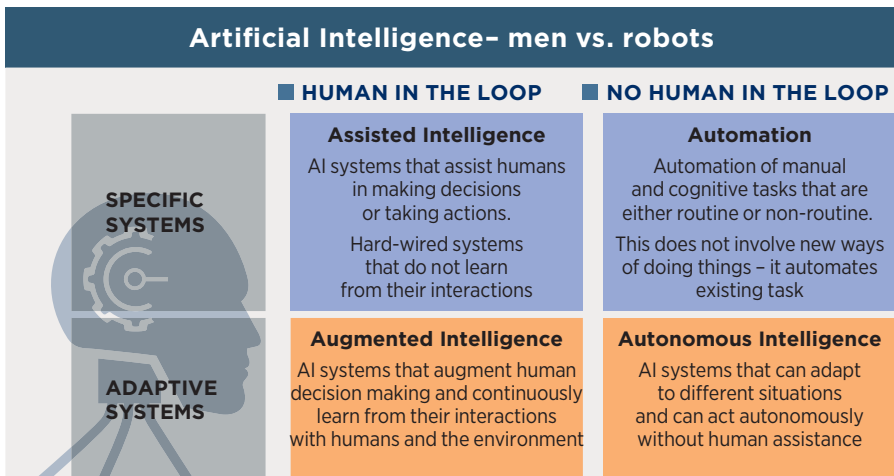 Artificial Intelligence– men vs. robots
HUMAN IN THE LOOP
NO HUMAN IN THE LOOP
SPECIFIC
SYSTEMS
Assisted Intelligence
AI systems that assist humans
in making decisions
or taking actions.
Hard-wired systems
that do not learn
from their interactions
Automation
Automation of manual
and cognitive tasks that are
either routine or non-routine.
This does not involve new ways
of doing things – it automates
existing task
ADAPTIVE
SYSTEMS
Augmented Intelligence
AI systems that augment human
decision making and continuously
learn from their interactions
with humans and the environment
Autonomous Intelligence
AI systems that can adapt
to different situations
and can act autonomously
without human assistance